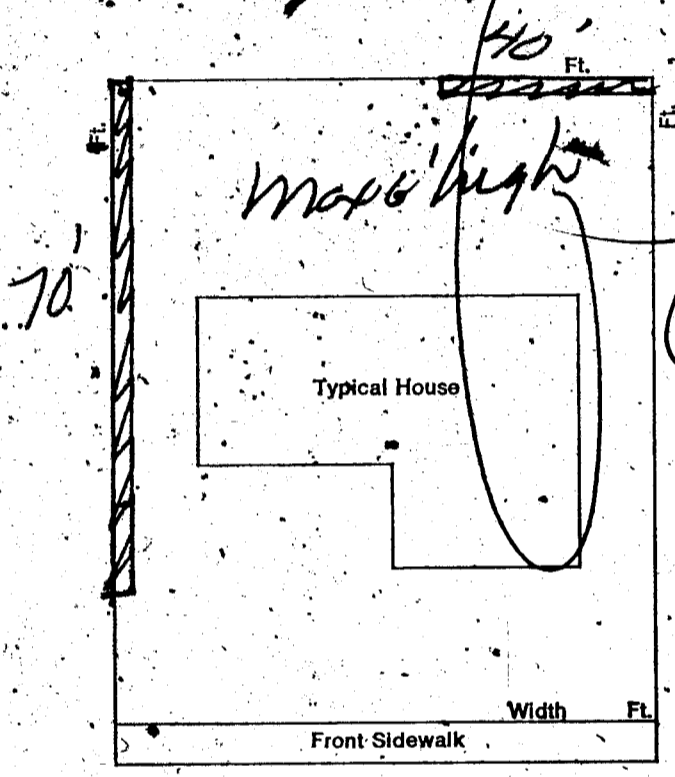 40'
Ft.
Ft.
Ft.
Max 6' high
70'
Typical House
Width Ft.
Front Sidewalk